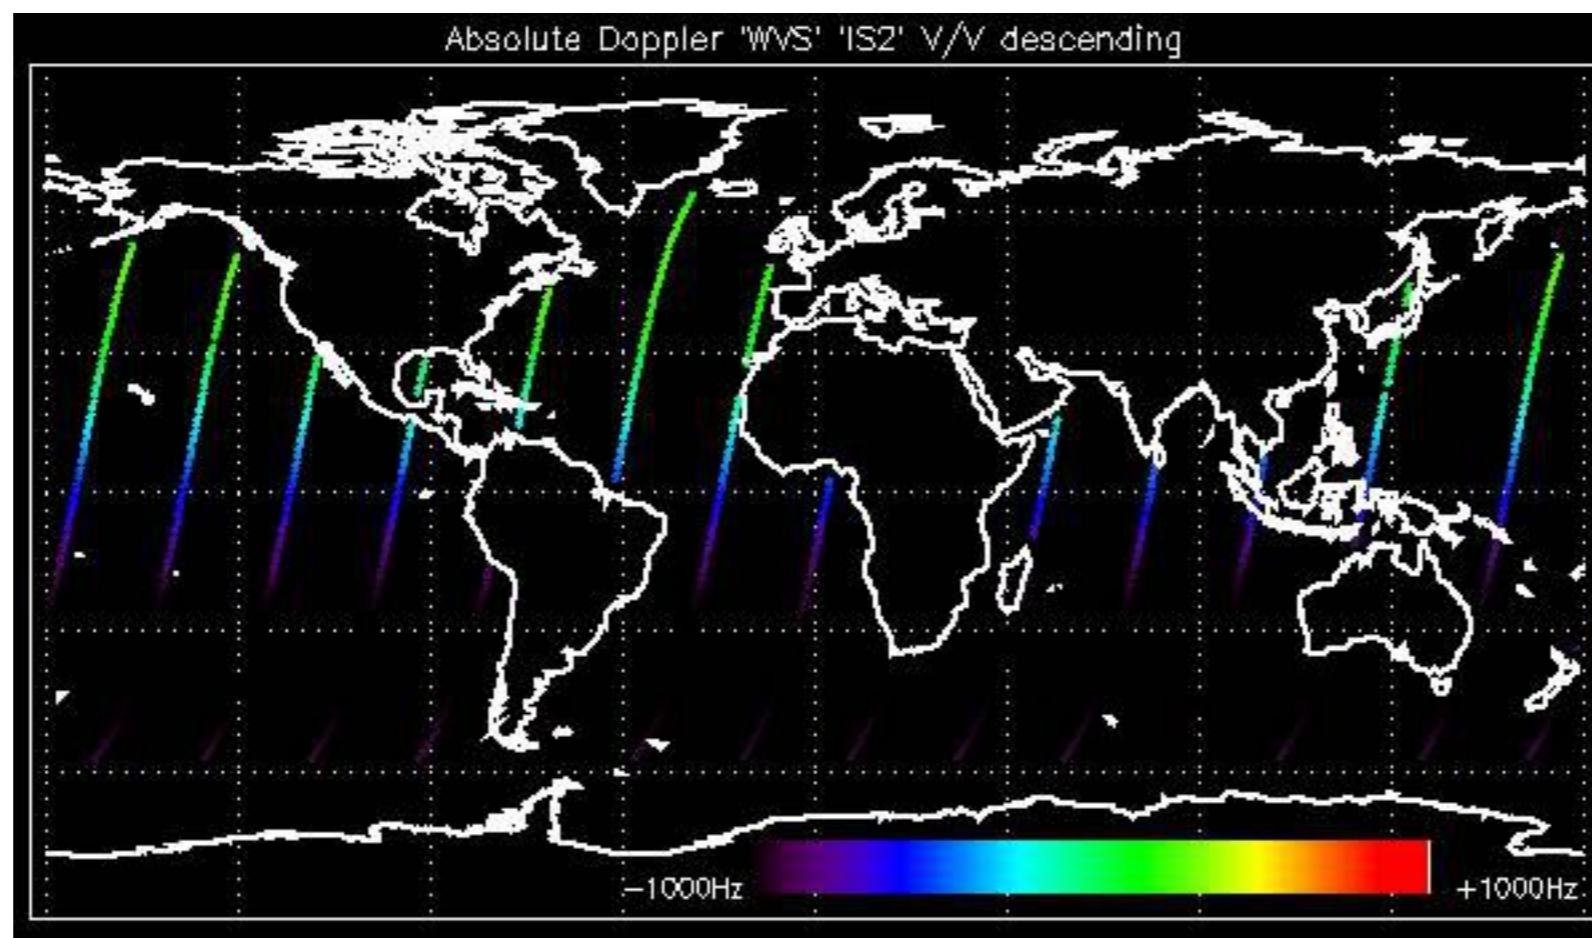 Absolute Doppler 'WVS' 'IS2' V/V descending
−1000Hz +1000Hz